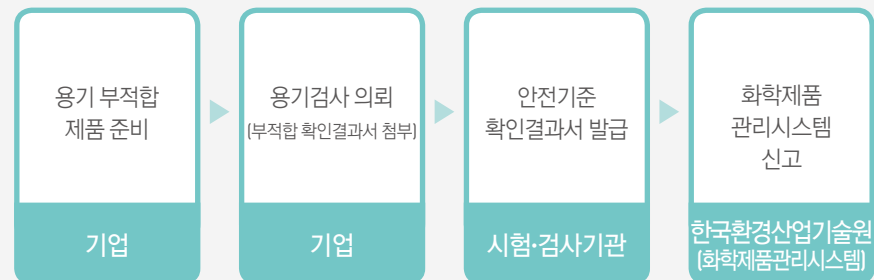 용기 부적합
제품 준비
기업
용기검사 의뢰
(부적합 확인결과서 첨부)
기업
안전기준
확인결과서 발급
시험·검사기관
화학제품
관리시스템
신고
한국환경산업기술원
(화학제품관리시스템)